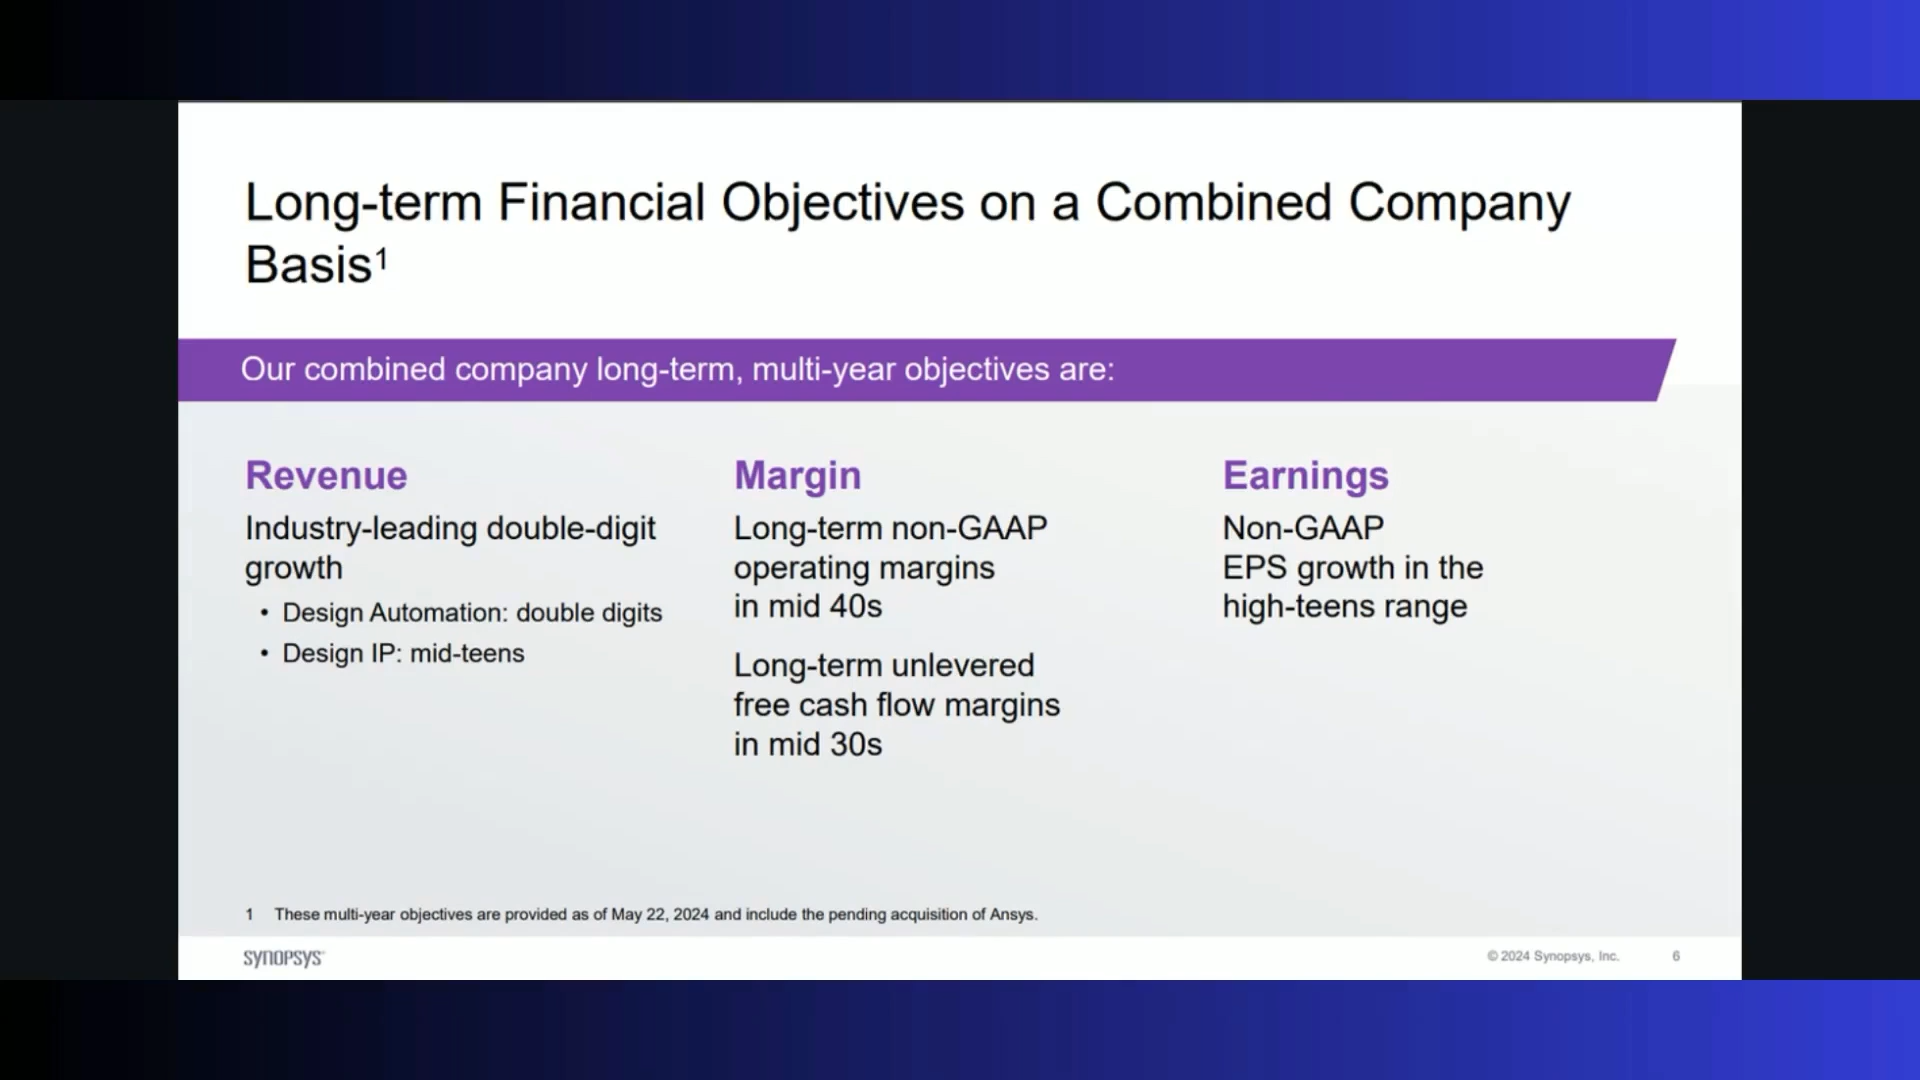 Long-term Financial Objectives on a Combined Company
Basis¹
Our combined company long-term, multi-year objectives are:
Revenue
Industry-leading double-digit
growth
• Design Automation: double digits
• Design IP: mid-teens
Margin
Long-term non-GAAP
operating margins
in mid 40s
Long-term unlevered
free cash flow margins
in mid 30s
Earnings
Non-GAAP
EPS growth in the
high-teens range
1 These multi-year objectives are provided as of May 22, 2024 and include the pending acquisition of Ansys.
SYNOPSYS
© 2024 Synopsys, Inc. 6